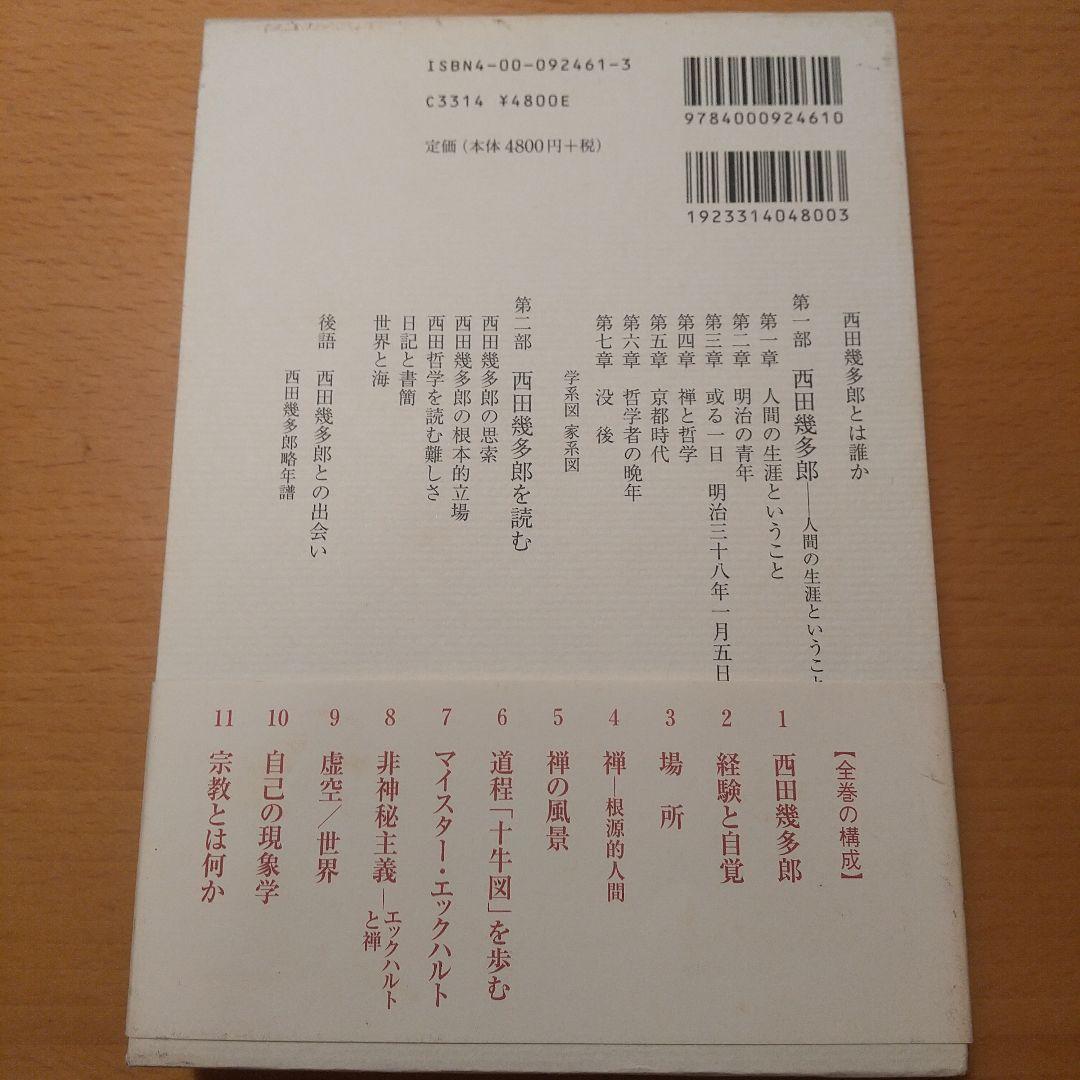 ISBN4-00-092461-3
C3314 ¥4800E
定価(本体4800円+税)
9784000924610
1923314048003
西田幾多郎とは誰か
第一部 西田幾多郎――人間の生涯ということ
第一章 人間の生涯ということ
第二章 明治の青年
第三章 或る一日 明治三十八年一月五日
第四章 禅と哲学
第五章 京都時代
第六章 哲学者の晩年
第七章 没後
学系図 家系図
第二部 西田幾多郎を読む
西田幾多郎の思索
西田幾多郎の根本的立場
西田哲学を読む難しさ
日記と書簡
世界と海
後語 西田幾多郎との出会い
西田幾多郎略年譜
【全巻の構成】
1 西田幾多郎
2 経験と自覚
3 場所
4 禅―根源的人間
5 禅の風景
6 道程「十牛図」を歩む
7 マイスター・エックハルト
8 非神秘主義―エックハルト
と禅
9 虚空/世界
10 自己の現象学
11 宗教とは何か